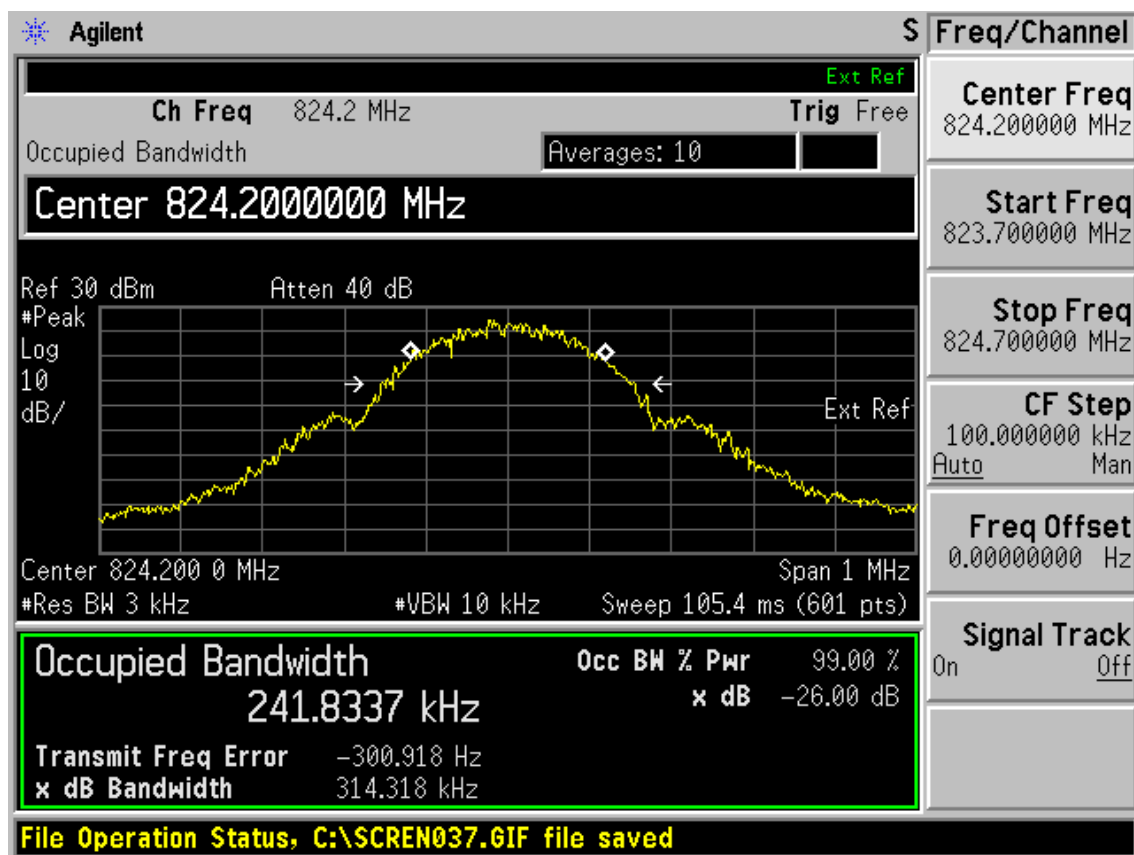 Agilent S Freq/Channel
Ext Ref
Ch Freq 824.2 MHz Trig Free
Occupied Bandwidth Averages: 10
Center 824.2000000 MHz
Ref 30 dBm Atten 40 dB
#Peak
Log
10
dB/
Ext Ref
Center 824.200 0 MHz Span 1 MHz
#Res BW 3 kHz #VBW 10 kHz Sweep 105.4 ms (601 pts)
Occupied Bandwidth Occ BW % Pwr 99.00 %
241.8337 kHz x dB -26.00 dB
Transmit Freq Error -300.918 Hz
x dB Bandwidth 314.318 kHz
File Operation Status, C:\SCREN037.GIF file saved
Center Freq
824.200000 MHz
Start Freq
823.700000 MHz
Stop Freq
824.700000 MHz
CF Step
100.000000 kHz
Auto Man
Freq Offset
0.00000000 Hz
Signal Track
On Off